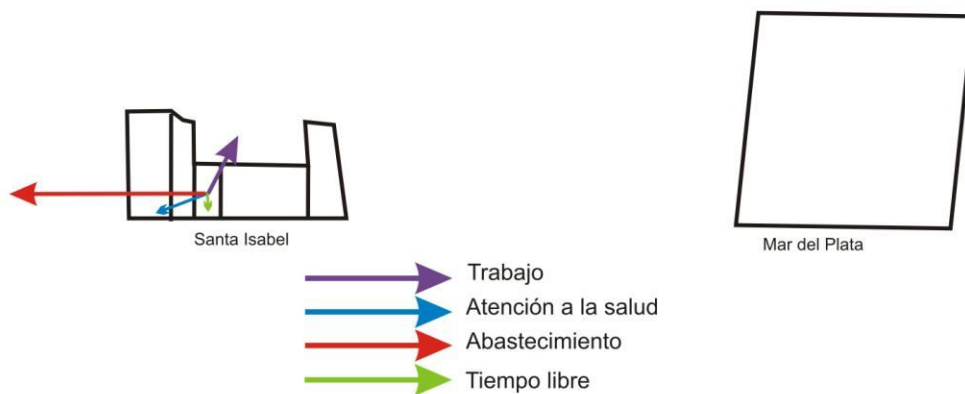 Santa Isabel
Mar del Plata
Trabajo
Atención a la salud
Abastecimiento
Tiempo libre